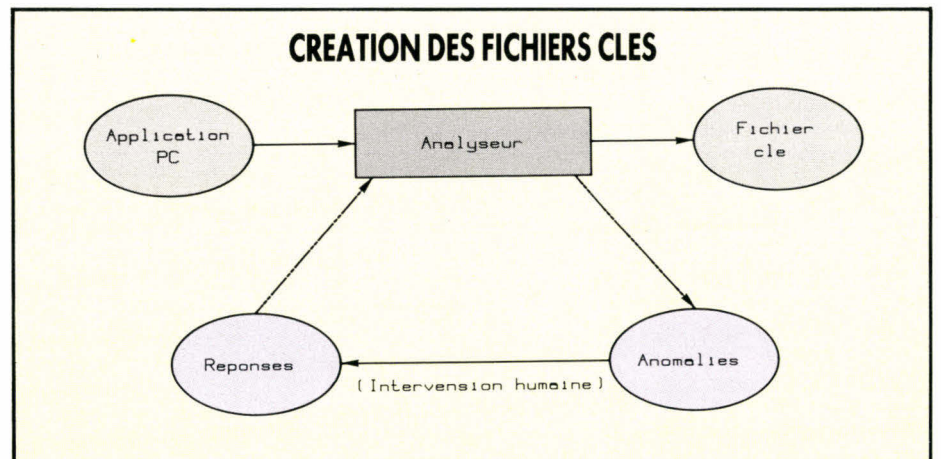 CREATION DES FICHIERS CLES
Application
PC
Analyseur
Fichier
cle
Reponses
Anomalies
(Intervension humaine)